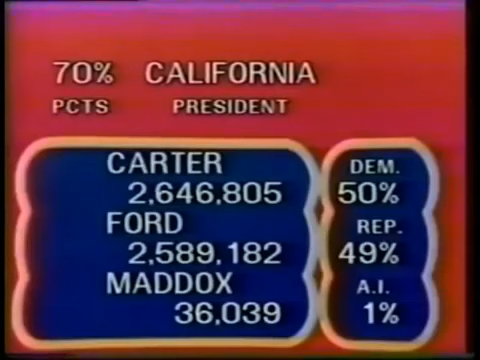 70% CALIFORNIA
PCTS PRESIDENT
CARTER DEM.
2,646,805 50%
FORD REP.
2,589,182 49%
MADDOX A.I.
36,039 1%